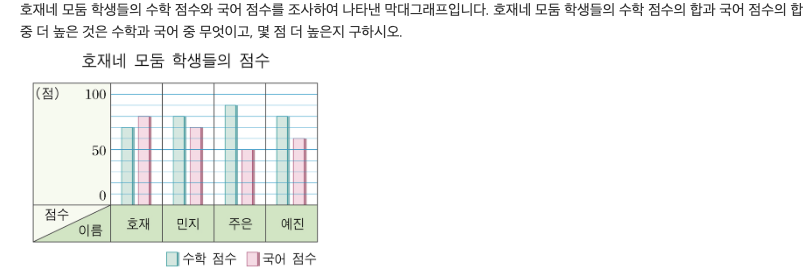 호재네 모둠 학생들의 수학 점수와 국어 점수를 조사하여 나타낸 막대그래프입니다. 호재네 모둠 학생들의 수학 점수의 합과 국어 점수의 합
중 더 높은 것은 수학과 국어 중 무엇이고, 몇 점 더 높은지 구하시오.
호재네 모둠 학생들의 점수
(점) 100
50
0
점수
이름 호재 민지 주은 예진
수학 점수 국어 점수